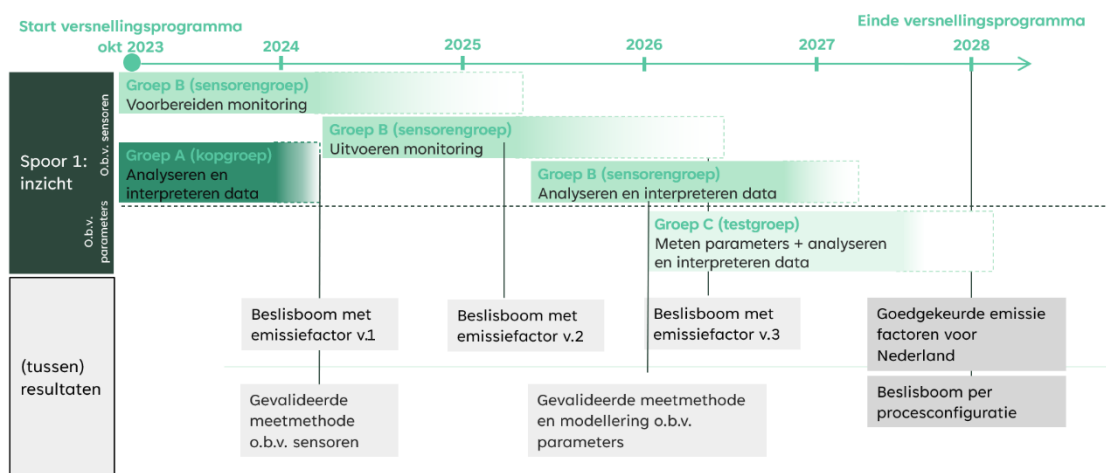 Start versnellingsprogramma
okt 2023
2024
2025
2026
2027
Einde versnellingsprogramma
2028
Spoor 1:
inzicht
O.b.v. sensoren
O.b.v.
parameters
Groep B (sensorengroep)
Voorbereiden monitoring
Groep B (sensorengroep)
Uitvoeren monitoring
Groep A (kopgroep)
Analyseren en
interpreteren data
Groep B (sensorengroep)
Analyseren en interpreteren data
Groep C (testgroep)
Meten parameters + analyseren
en interpreteren data
(tussen)
resultaten
Beslisboom met
emissiefactor v.1
Beslisboom met
emissiefactor v.2
Beslisboom met
emissiefactor v.3
Goedgekeurde emissie
factoren voor
Nederland
Gevalideerde
meetmethode
o.b.v. sensoren
Gevalideerde meetmethode
en modellering o.b.v.
parameters
Beslisboom per
procesconfiguratie